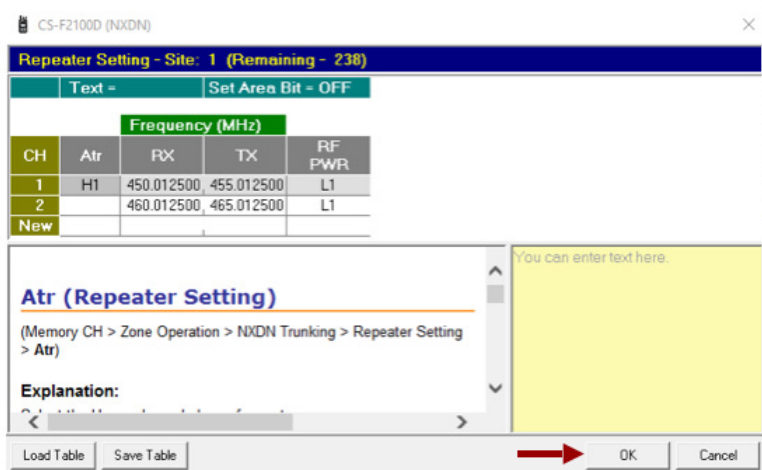 CS-F2100D (NXDN)
Repeater Setting - Site: 1 (Remaining - 238)
Text = Set Area Bit = OFF
Frequency (MHz)
CH Atr RX TX RF PWR
1 H1 450.012500 455.012500 L1
2 460.012500 465.012500 L1
New
You can enter text here.
Atr (Repeater Setting)
(Memory CH > Zone Operation > NXDN Trunking > Repeater Setting
> Atr)
Explanation:
Load Table Save Table OK Cancel